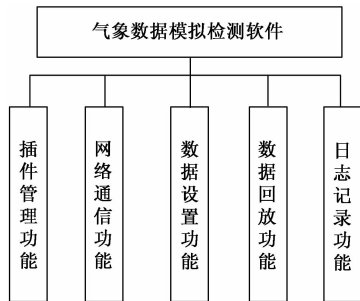 气象数据模拟检测软件
插件管理功能
网络通信功能
数据设置功能
数据回放功能
日志记录功能